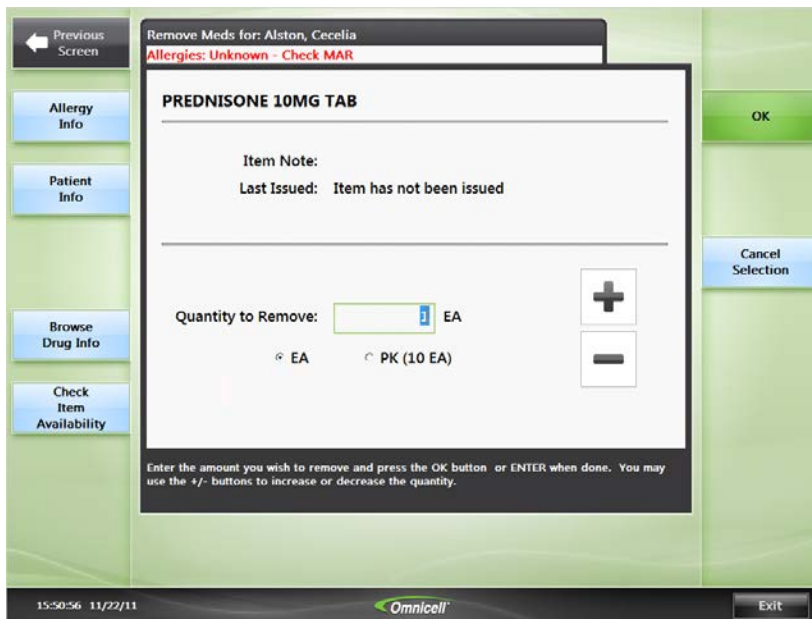 Previous
Screen
Remove Meds for: Alston, Cecelia
Allergies: Unknown - Check MAR
Allergy
Info
PREDNISONE 10MG TAB
OK
Item Note:
Last Issued: Item has not been issued
Patient
Info
Cancel
Selection
Quantity to Remove: 1 EA
EA PK (10 EA)
Browse
Drug Info
Check
Item
Availability
Enter the amount you wish to remove and press the OK button or ENTER when done. You may
use the +/- buttons to increase or decrease the quantity.
15:50:56 11/22/11
Omnicell
Exit